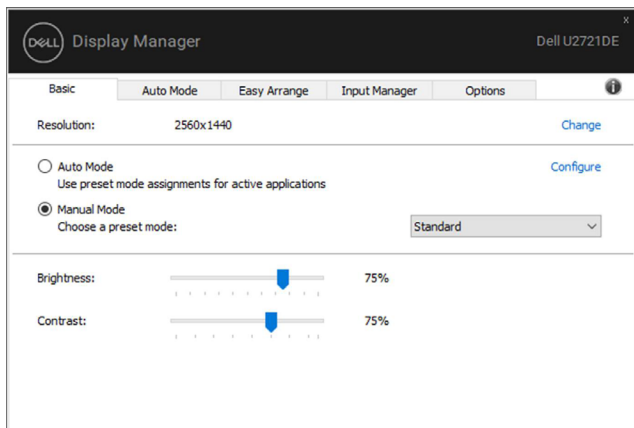 DELL Display Manager Dell U2721DE x
Basic Auto Mode Easy Arrange Input Manager Options i
Resolution: 2560x1440 Change
Auto Mode Configure
Use preset mode assignments for active applications
Manual Mode
Choose a preset mode: Standard
Brightness: 75%
Contrast: 75%